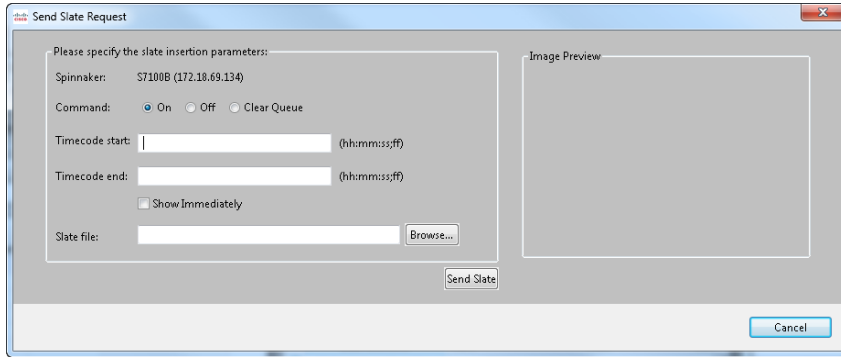 Send Slate Request
Please specify the slate insertion parameters:
Spinnaker: S7100B (172.18.69.134)
Command: On Off Clear Queue
Timecode start: (hh:mm:ss;ff)
Timecode end: (hh:mm:ss;ff)
Show Immediately
Slate file: Browse...
Send Slate
Image Preview
Cancel